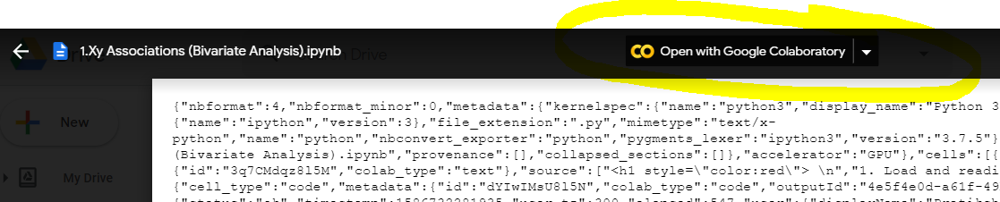 1.Xy Associations (Bivariate Analysis).ipynb
Open with Google Colaboratory
New
My Drive
{"nbformat":4,"nbformat_minor":0,"metadata":{"kernelspec":{"name":"python3","display_name":"Python 3
{"name":"ipython","version":3},"file_extension":".py","mimetype":"text/x-
python","name":"python","nbconvert_exporter":"python","pygments_lexer":"ipython3","version":"3.7.5"}
(Bivariate Analysis).ipynb","provenance":[],"collapsed_sections":[]},"accelerator":"GPU"},"cells":[{
{"id":"3q7CMdqz8l5M","colab_type":"text"},"source":["<h1 style=\"color:red\"> \n","1. Load and readi
{"cell_type":"code","metadata":{"id":"dYIwIMsU8l5N","colab_type":"code","outputId":"4e5f4e0d-a61f-49